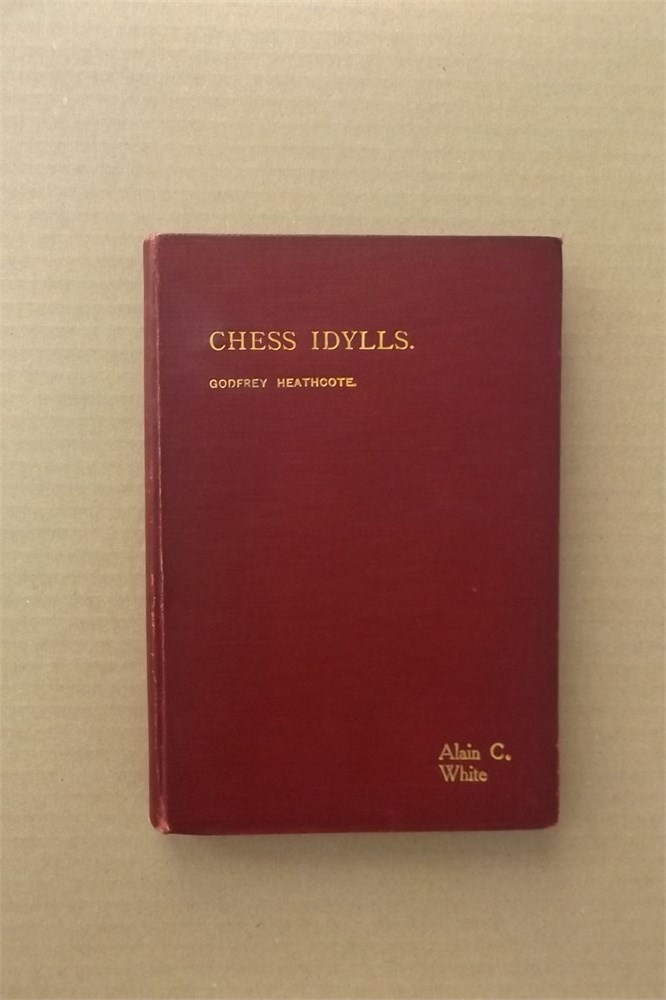 CHESS IDYLLS.
GODFREY HEATHCOTE.
Alain C.
White